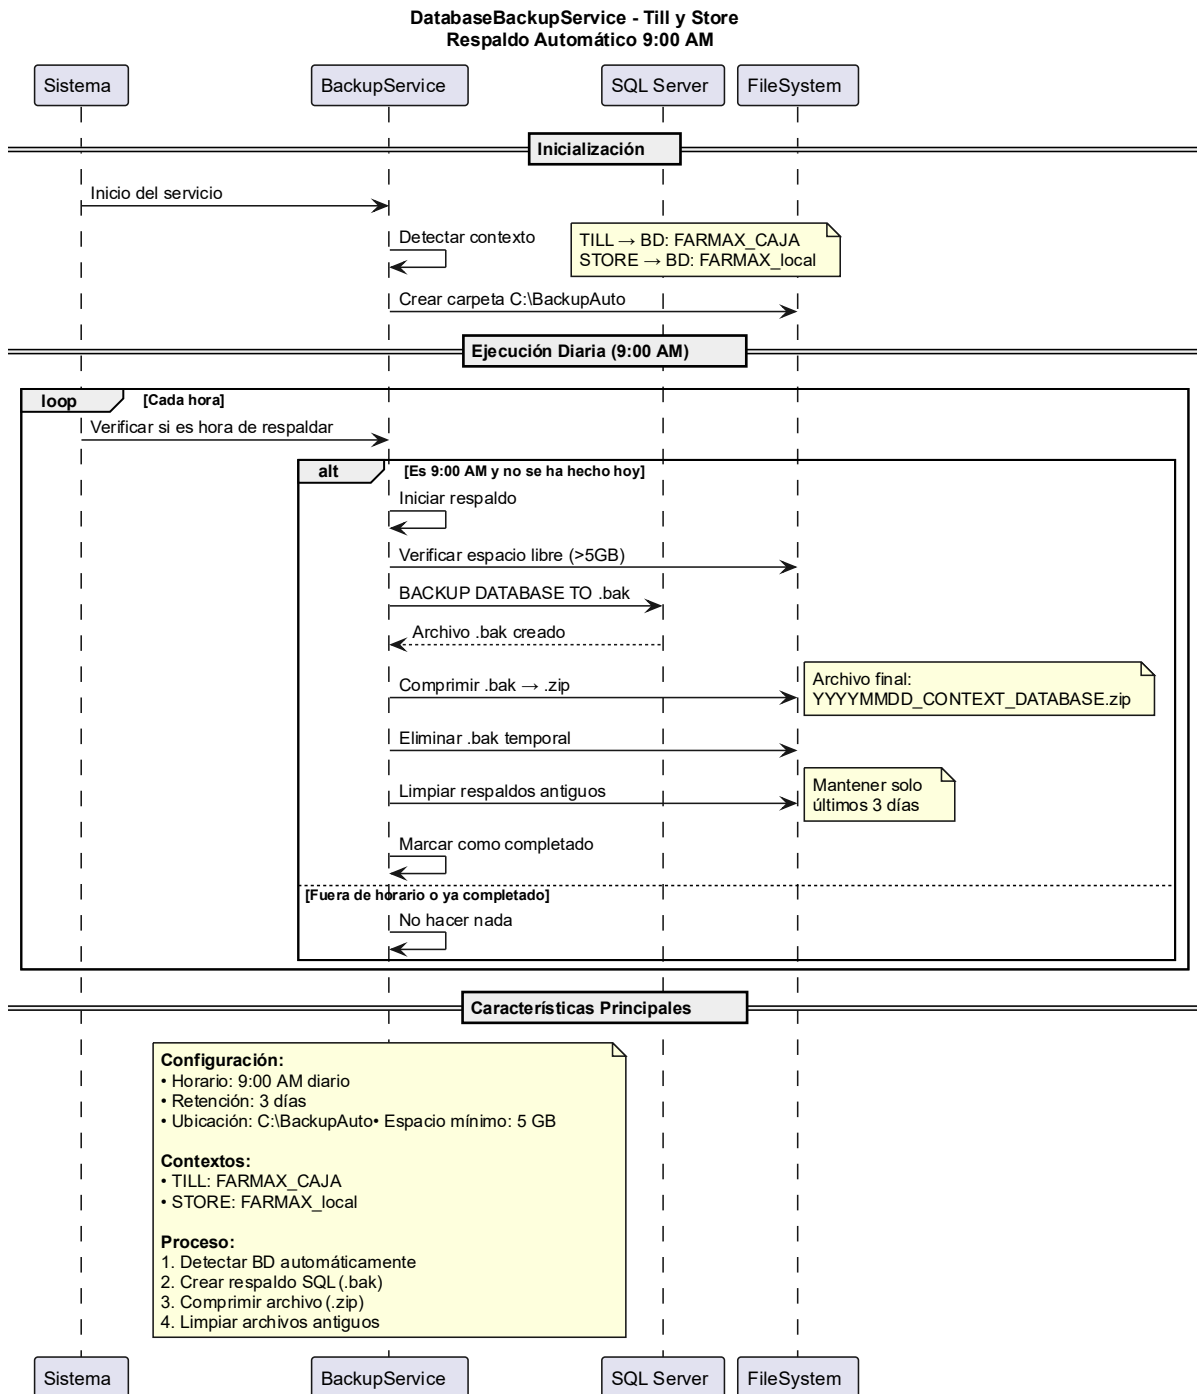 DatabaseBackupService - Till y Store
Respaldo Automático 9:00 AM
Sistema
BackupService
SQL Server
FileSystem
Inicialización
Inicio del servicio
Detectar contexto
TILL → BD: FARMAX_CAJA
STORE → BD: FARMAX_local
Crear carpeta C:\BackupAuto
Ejecución Diaria (9:00 AM)
loop
[Cada hora]
Verificar si es hora de respaldar
alt
[Es 9:00 AM y no se ha hecho hoy]
Iniciar respaldo
Verificar espacio libre (>5GB)
BACKUP DATABASE TO .bak
Archivo .bak creado
Comprimir .bak → .zip
Archivo final:
YYYYMMDD_CONTEXT_DATABASE.zip
Eliminar .bak temporal
Limpiar respaldos antiguos
Mantener solo
últimos 3 días
Marcar como completado
[Fuera de horario o ya completado]
No hacer nada
Características Principales
Configuración:
• Horario: 9:00 AM diario
• Retención: 3 días
• Ubicación: C:\BackupAuto• Espacio mínimo: 5 GB
Contextos:
• TILL: FARMAX_CAJA
• STORE: FARMAX_local
Proceso:
1. Detectar BD automáticamente
2. Crear respaldo SQL (.bak)
3. Comprimir archivo (.zip)
4. Limpiar archivos antiguos
Sistema
BackupService
SQL Server
FileSystem